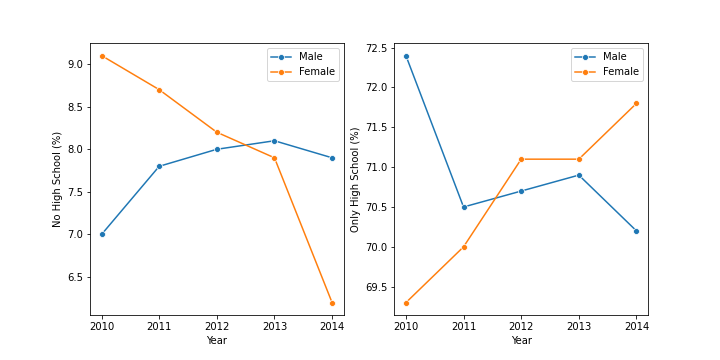 Male
Female
9.0
8.5
8.0
7.5
7.0
6.5
No High School (%)
2010 2011 2012 2013 2014
Year
Male
Female
72.5
72.0
71.5
71.0
70.5
70.0
69.5
Only High School (%)
2010 2011 2012 2013 2014
Year